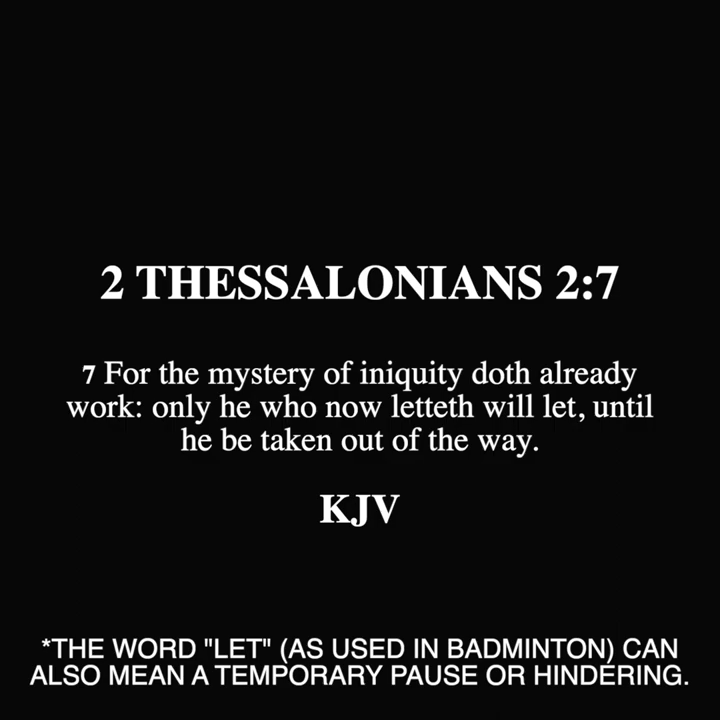 2 THESSALONIANS 2:7
7 For the mystery of iniquity doth already
work: only he who now letteth will let, until
he be taken out of the way.
KJV
*THE WORD "LET" (AS USED IN BADMINTON) CAN
ALSO MEAN A TEMPORARY PAUSE OR HINDERING.